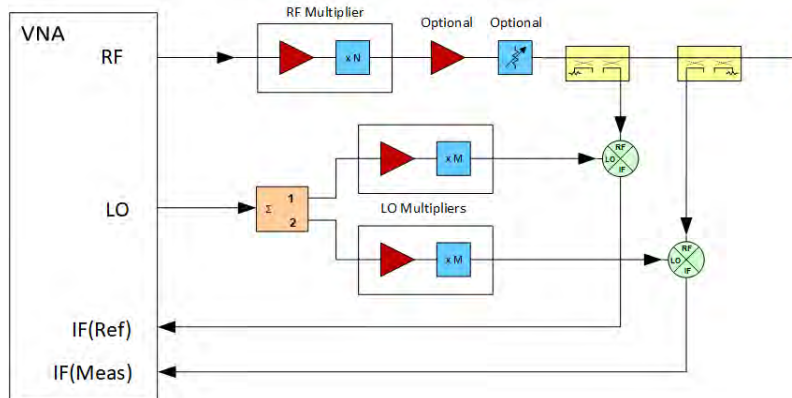 RF Multiplier
Optional
Optional
VNA
RF
x N
RF
LO
IF
x M
LO
Σ
1
2
LO Multipliers
x M
RF
LO
IF
IF(Ref)
IF(Meas)